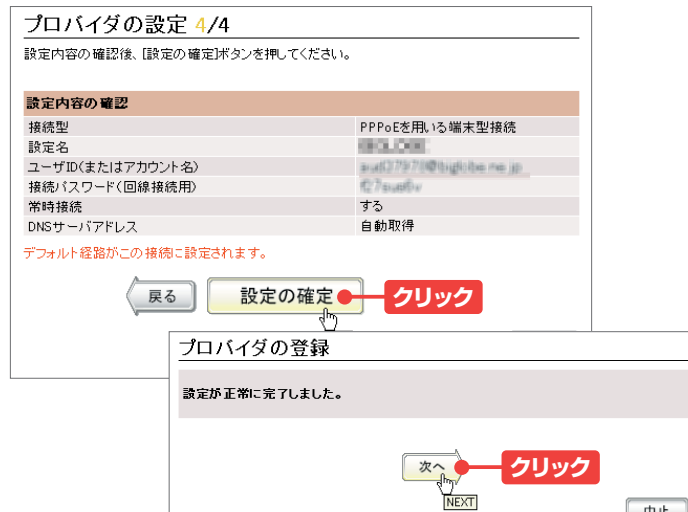 プロバイダの設定 4/4
設定内容の確認後、[設定の確定]ボタンを押してください。
設定内容の確認
接続型 PPPoEを用いる端末型接続
設定名
ユーザID(またはアカウント名)
接続パスワード(回線接続用)
常時接続 する
DNSサーバアドレス 自動取得
デフォルト経路がこの接続に設定されます。
戻る 設定の確定 クリック
プロバイダの登録
設定が正常に完了しました。
次へ クリック
NEXT
中止